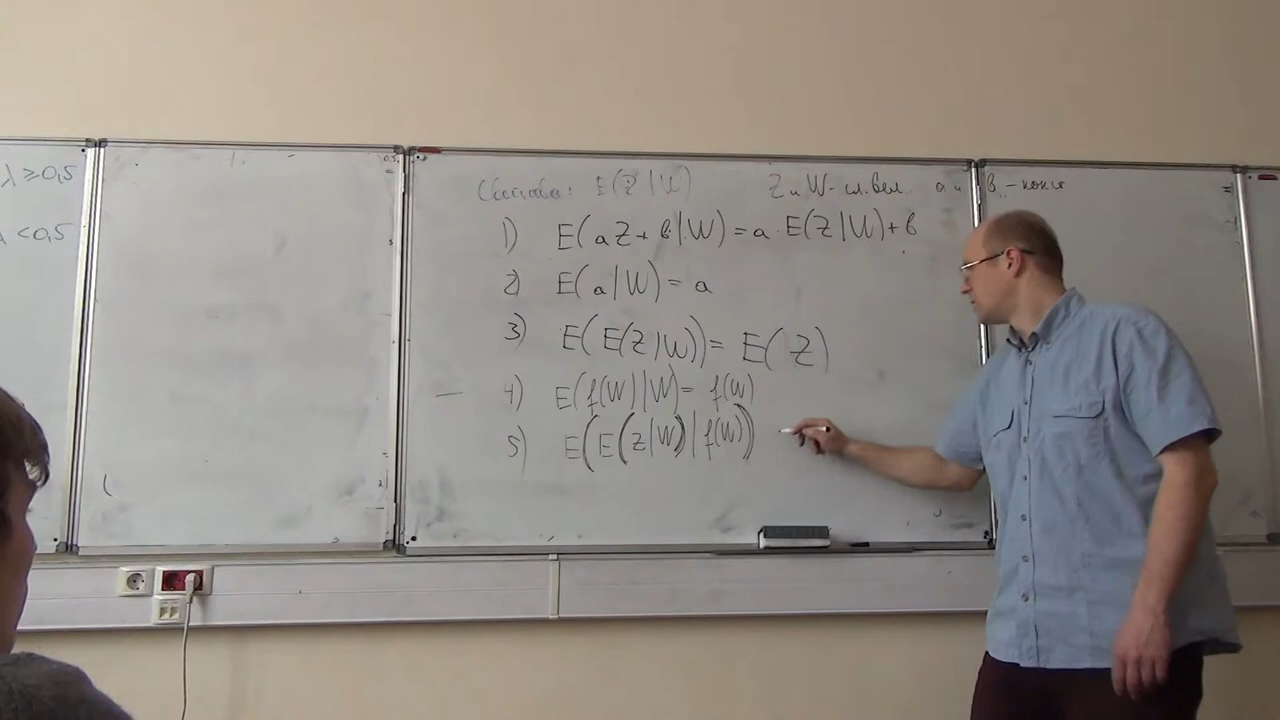 λ ≥ 0,5
λ < 0,5
Свойства: E(Z|W) Z и W - сл. вел. a и b - конст
1) E(aZ + b|W) = a · E(Z|W) + b
2) E(a|W) = a
3) E(E(Z|W)) = E(Z)
— 4) E(f(W)|W) = f(W)
5) E(E(Z|W)|f(W))